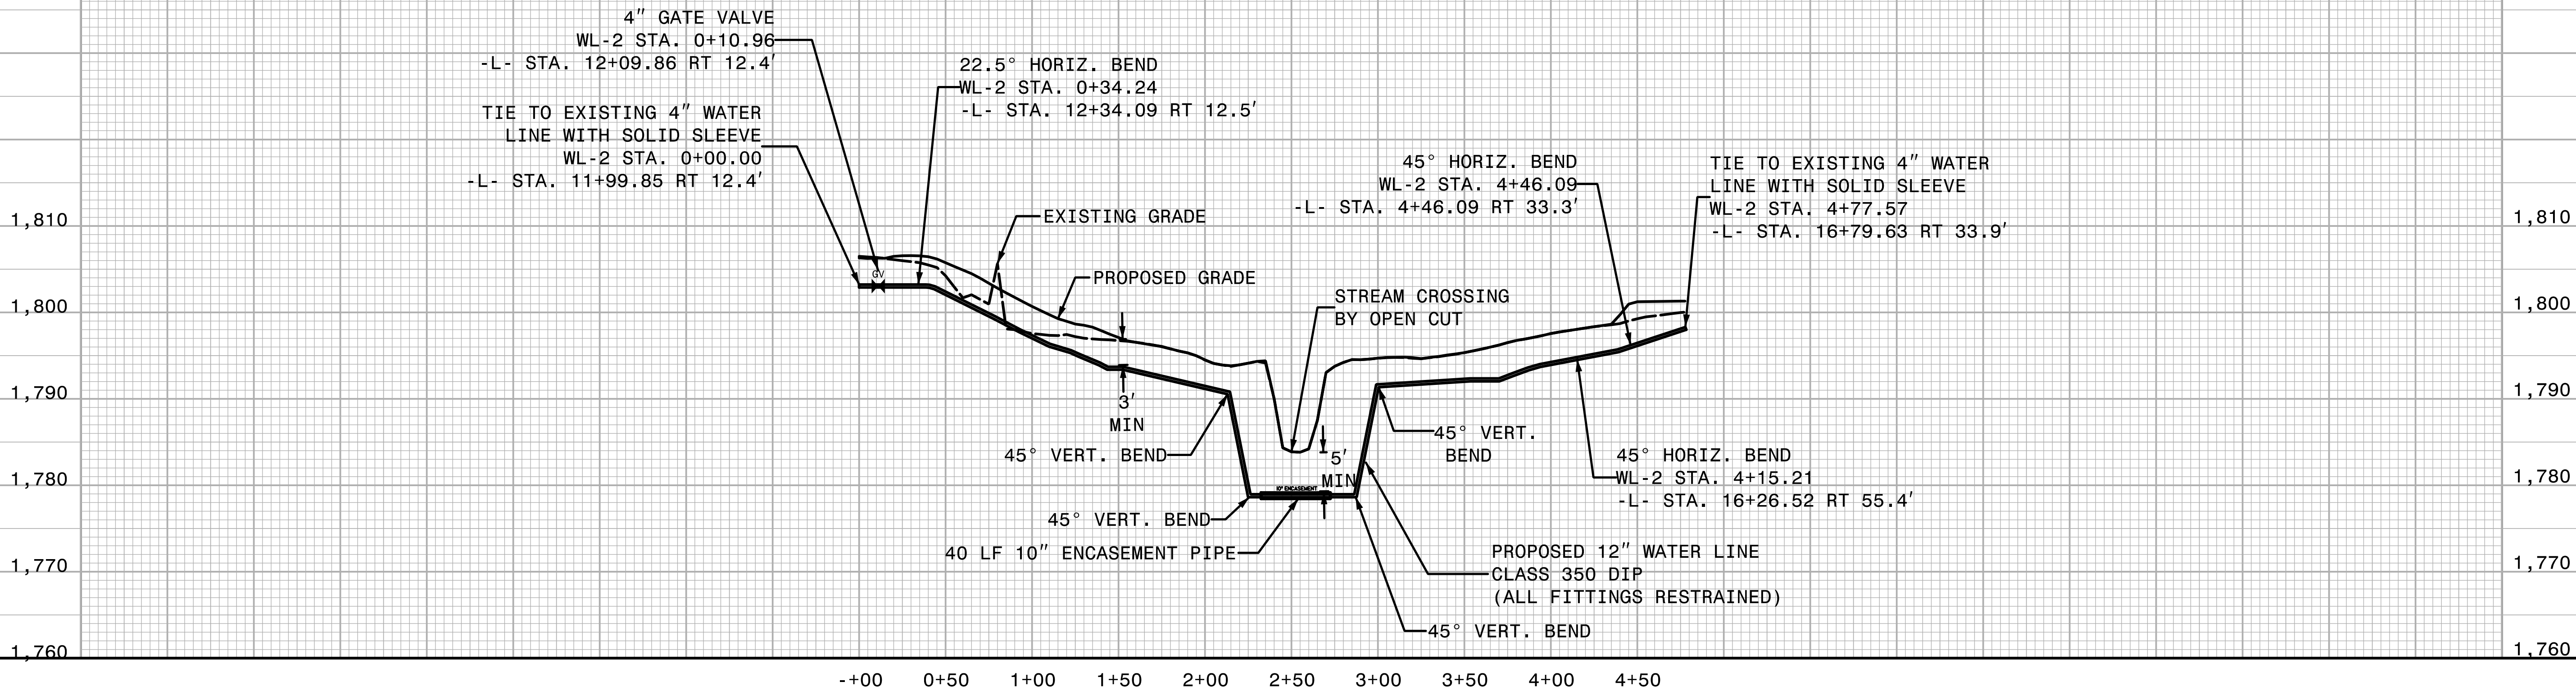 4" GATE VALVE
WL-2 STA. 0+10.96
-L- STA. 12+09.86 RT 12.4'
22.5° HORIZ. BEND
WL-2 STA. 0+34.24
-L- STA. 12+34.09 RT 12.5'
TIE TO EXISTING 4" WATER
LINE WITH SOLID SLEEVE
WL-2 STA. 0+00.00
-L- STA. 11+99.85 RT 12.4'
45° HORIZ. BEND
WL-2 STA. 4+46.09
-L- STA. 4+46.09 RT 33.3'
TIE TO EXISTING 4" WATER
LINE WITH SOLID SLEEVE
WL-2 STA. 4+77.57
-L- STA. 16+79.63 RT 33.9'
1,810
EXISTING GRADE
1,810
GV
PROPOSED GRADE
STREAM CROSSING
BY OPEN CUT
1,800
1,800
1,790
1,790
3'
MIN
45° VERT. BEND
45° VERT.
BEND
5'
MIN
45° HORIZ. BEND
WL-2 STA. 4+15.21
-L- STA. 16+26.52 RT 55.4'
1,780
1,780
10" ENCASEMENT
45° VERT. BEND
40 LF 10" ENCASEMENT PIPE
PROPOSED 12" WATER LINE
CLASS 350 DIP
(ALL FITTINGS RESTRAINED)
1,770
1,770
45° VERT. BEND
1,760
1,760
-+00 0+50 1+00 1+50 2+00 2+50 3+00 3+50 4+00 4+50